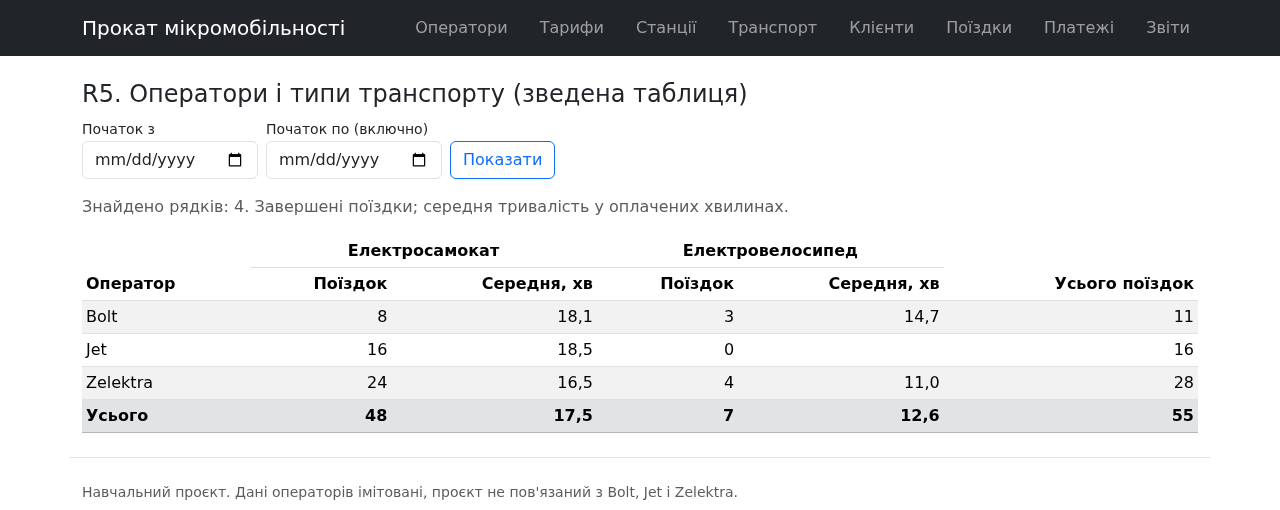 Прокат мікромобільності Оператори Тарифи Станції Транспорт Клієнти Поїздки Платежі Звіти
R5. Оператори і типи транспорту (зведена таблиця)
Початок з Початок по (включно)
mm/dd/yyyy mm/dd/yyyy Показати
Знайдено рядків: 4. Завершені поїздки; середня тривалість у оплачених хвилинах.
Електросамокат Електровелосипед
Оператор Поїздок Середня, хв Поїздок Середня, хв Усього поїздок
Bolt 8 18,1 3 14,7 11
Jet 16 18,5 0 16
Zelektra 24 16,5 4 11,0 28
Усього 48 17,5 7 12,6 55
Навчальний проєкт. Дані операторів імітовані, проєкт не пов'язаний з Bolt, Jet і Zelektra.